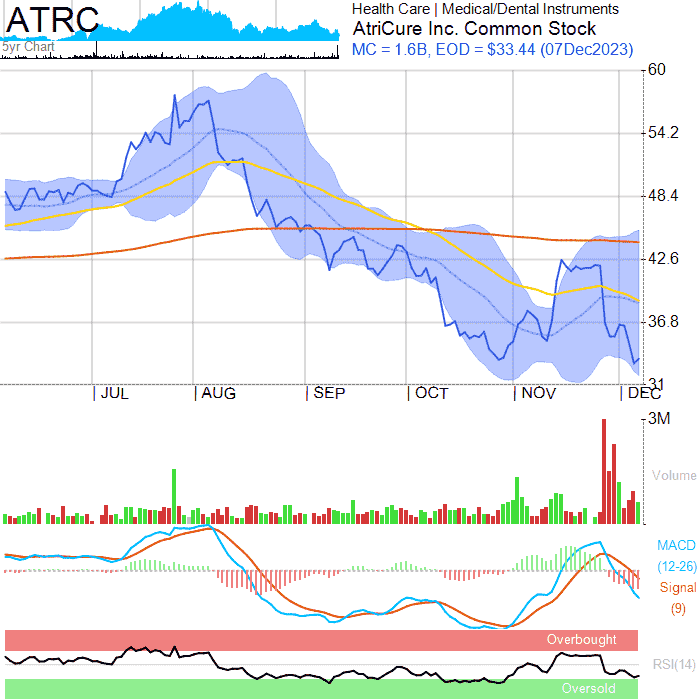 ATRC
5yr Chart
Health Care | Medical/Dental Instruments
AtriCure Inc. Common Stock
MC = 1.6B, EOD = $33.44 (07Dec2023)
60
54.2
48.4
42.6
36.8
31
JUL
AUG
SEP
OCT
NOV
DEC
3M
Volume
MACD
(12-26)
Signal
(9)
Overbought
RSI(14)
Oversold